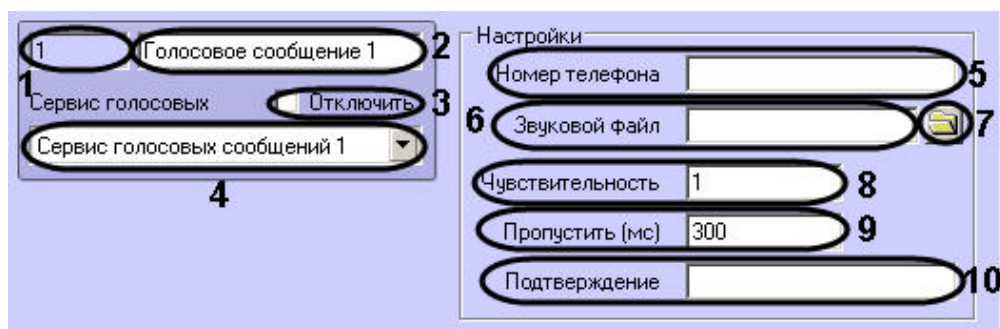 1 Голосовое сообщение 1 2
1
Сервис голосовых Отключить 3
Сервис голосовых сообщений 1
4
Настройки
Номер телефона 5
6 Звуковой файл 7
Чувствительность 1 8
Пропустить (мс) 300 9
Подтверждение 10